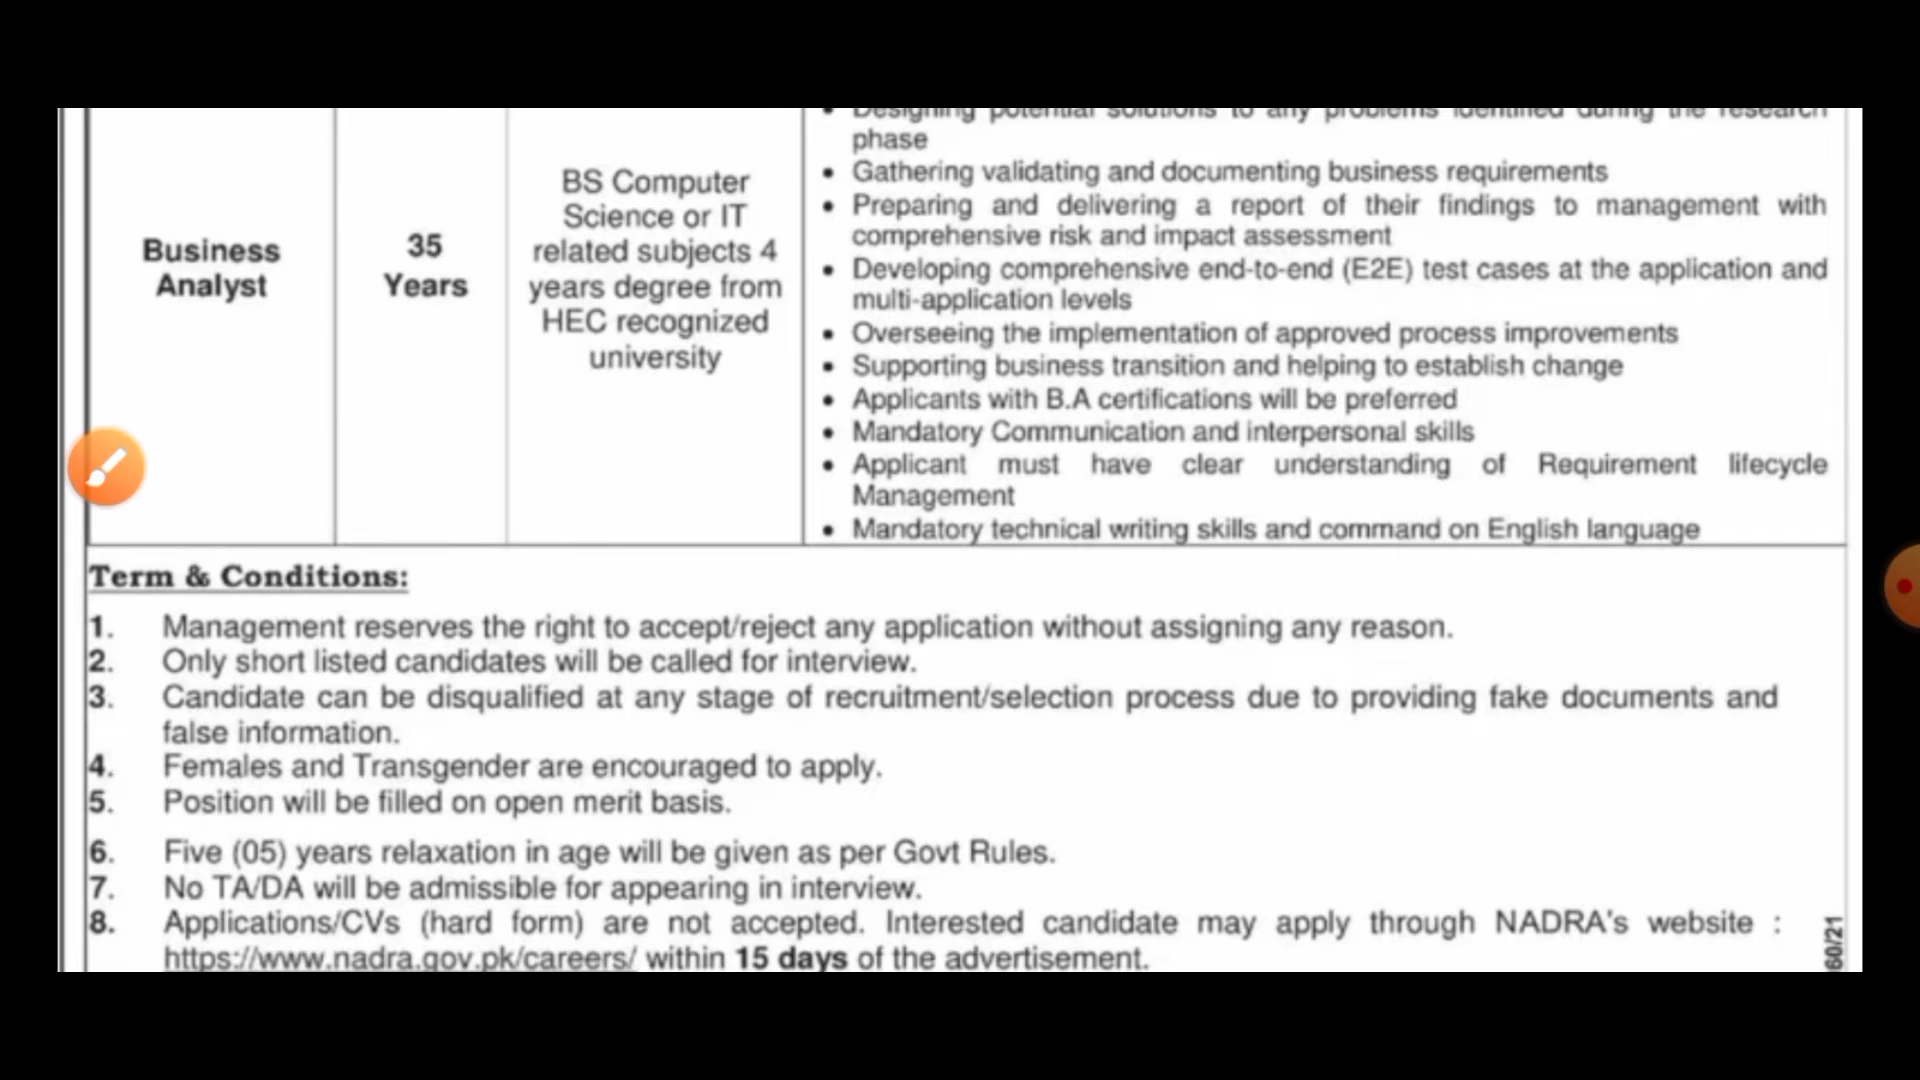 Designing potential solutions to any problems identified during the research
phase
Gathering validating and documenting business requirements
Preparing and delivering a report of their findings to management with
comprehensive risk and impact assessment
Developing comprehensive end-to-end (E2E) test cases at the application and
multi-application levels
Overseeing the implementation of approved process improvements
Supporting business transition and helping to establish change
Applicants with B.A certifications will be preferred
Mandatory Communication and interpersonal skills
Applicant must have clear understanding of Requirement lifecycle
Management
Mandatory technical writing skills and command on English language
Business
Analyst
35
Years
BS Computer
Science or IT
related subjects 4
years degree from
HEC recognized
university
Term & Conditions:
1. Management reserves the right to accept/reject any application without assigning any reason.
2. Only short listed candidates will be called for interview.
3. Candidate can be disqualified at any stage of recruitment/selection process due to providing fake documents and
false information.
4. Females and Transgender are encouraged to apply.
5. Position will be filled on open merit basis.
6. Five (05) years relaxation in age will be given as per Govt Rules.
7. No TA/DA will be admissible for appearing in interview.
8. Applications/CVs (hard form) are not accepted. Interested candidate may apply through NADRA's website :
https://www.nadra.gov.pk/careers/ within 15 days of the advertisement.